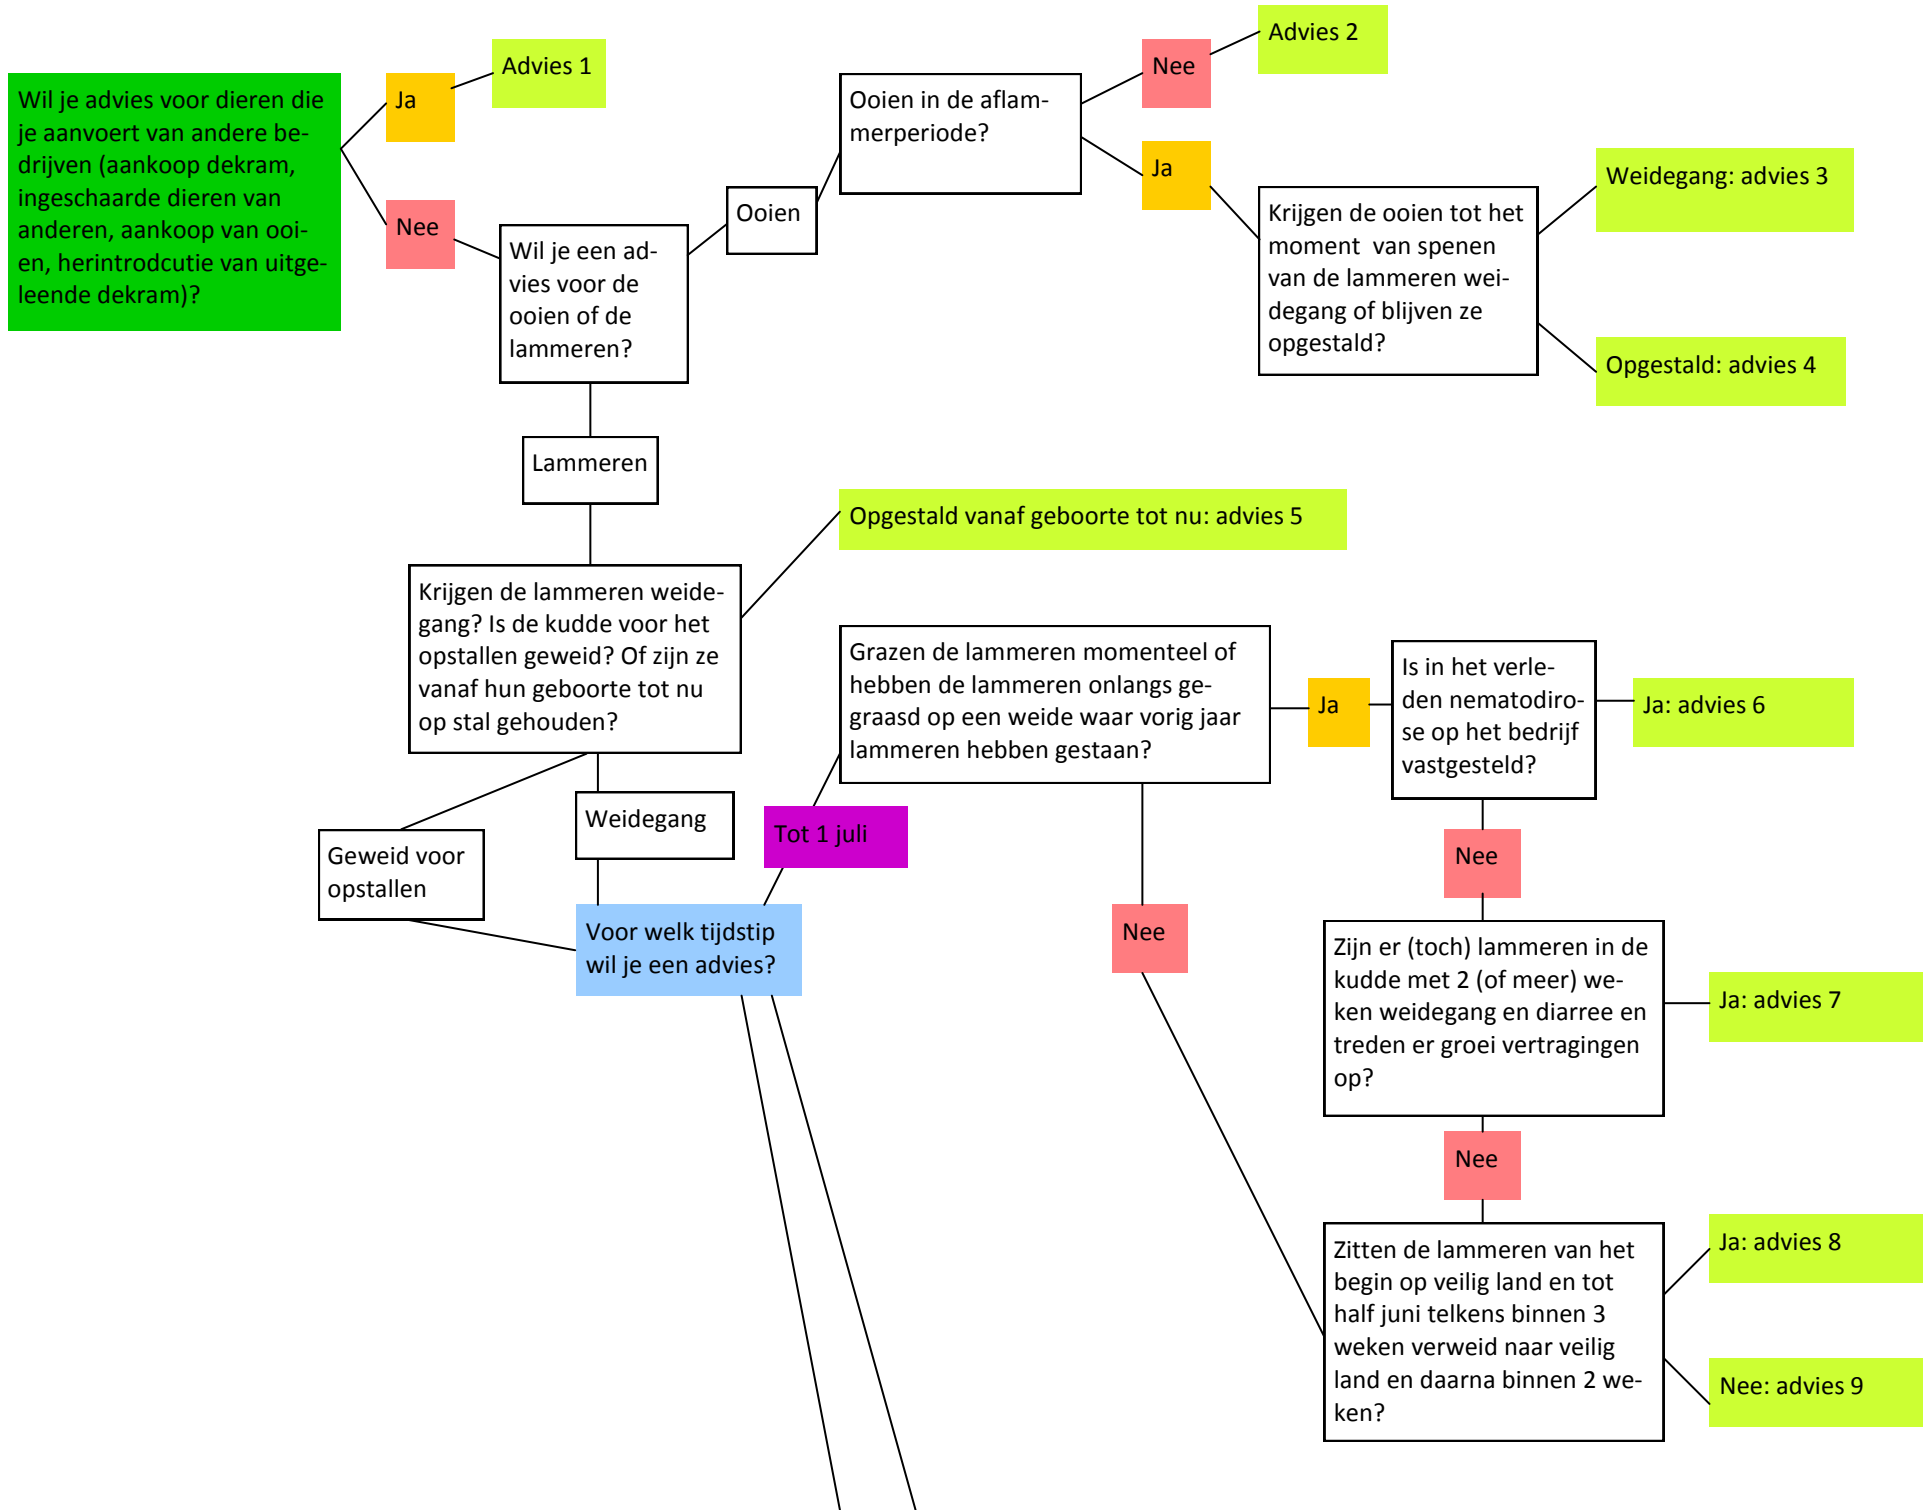 Wil je advies voor dieren die
je aanvoert van andere be-
drijven (aankoop dekram,
ingeschaarde dieren van
anderen, aankoop van ooi-
en, herintrodcutie van uitge-
leende dekram)?
Ja
Advies 1
Nee
Wil je een ad-
vies voor de
ooien of de
lammeren?
Ooien
Ooien in de aflam-
merperiode?
Nee
Advies 2
Ja
Krijgen de ooien tot het
moment  van spenen
van de lammeren wei-
degang of blijven ze
opgestald?
Weidegang: advies 3
Opgestald: advies 4
Lammeren
Krijgen de lammeren weide-
gang? Is de kudde voor het
opstallen geweid? Of zijn ze
vanaf hun geboorte tot nu
op stal gehouden?
Opgestald vanaf geboorte tot nu: advies 5
Geweid voor
opstallen
Weidegang
Voor welk tijdstip
wil je een advies?
Tot 1 juli
Grazen de lammeren momenteel of
hebben de lammeren onlangs ge-
graasd op een weide waar vorig jaar
lammeren hebben gestaan?
Ja
Is in het verle-
den nematodiro-
se op het bedrijf
vastgesteld?
Ja: advies 6
Nee
Nee
Zijn er (toch) lammeren in de
kudde met 2 (of meer) we-
ken weidegang en diarree en
treden er groei vertragingen
op?
Ja: advies 7
Nee
Zitten de lammeren van het
begin op veilig land en tot
half juni telkens binnen 3
weken verweid naar veilig
land en daarna binnen 2 we-
ken?
Ja: advies 8
Nee: advies 9